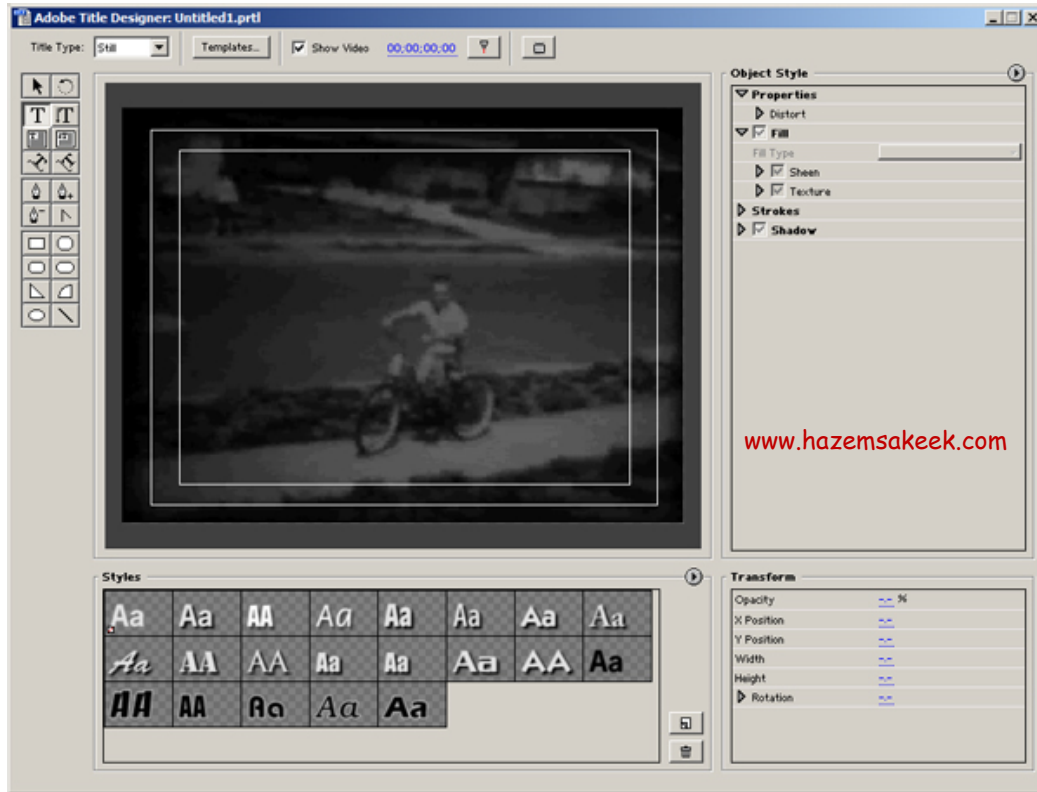 Adobe Title Designer: Untitled1.prtl
Title Type: Still Templates... Show Video 00;00;00;00
Object Style
Properties
Distort
Fill
Fill Type
Sheen
Texture
Strokes
Shadow
www.hazemsakeek.com
Styles
Aa Aa AA Aa Aa Aa Aa Aa
Aa AA AA Aa Aa Aa AA Aa
AA AA Aa Aa Aa
Transform
Opacity -.- %
X Position -.-
Y Position -.-
Width -.-
Height -.-
Rotation -.-